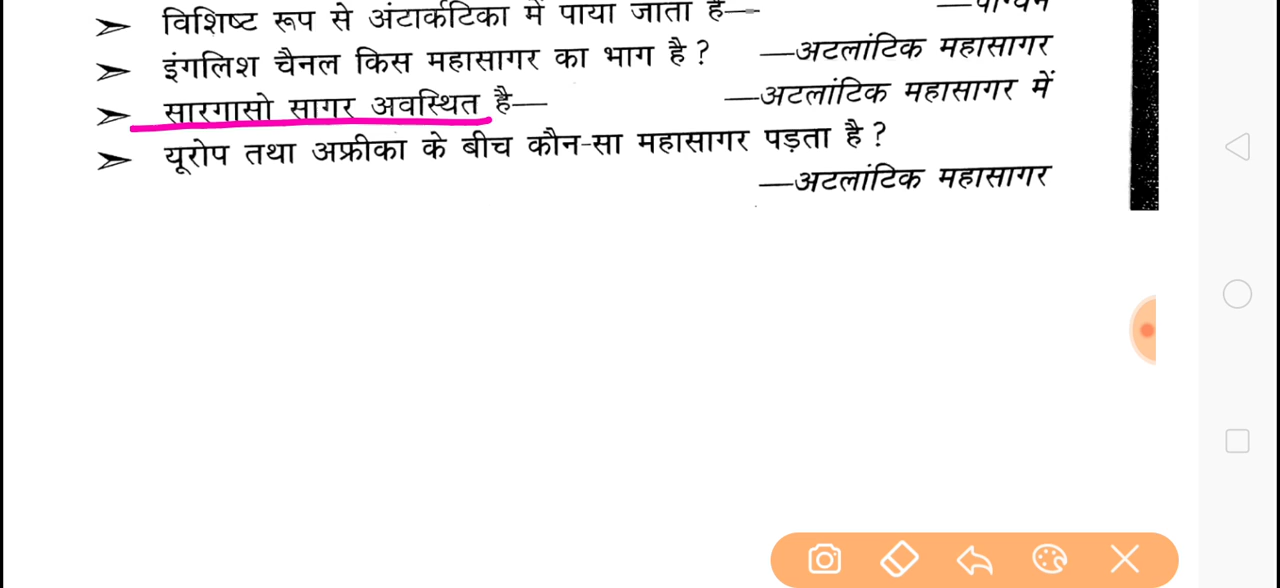 ➢ विशिष्ट रूप से अंटार्कटिका में पाया जाता है—
➢ इंगलिश चैनल किस महासागर का भाग है ? —अटलांटिक महासागर
➢ सारगासो सागर अवस्थित है— —अटलांटिक महासागर में
➢ यूरोप तथा अफ्रीका के बीच कौन-सा महासागर पड़ता है ?
—अटलांटिक महासागर